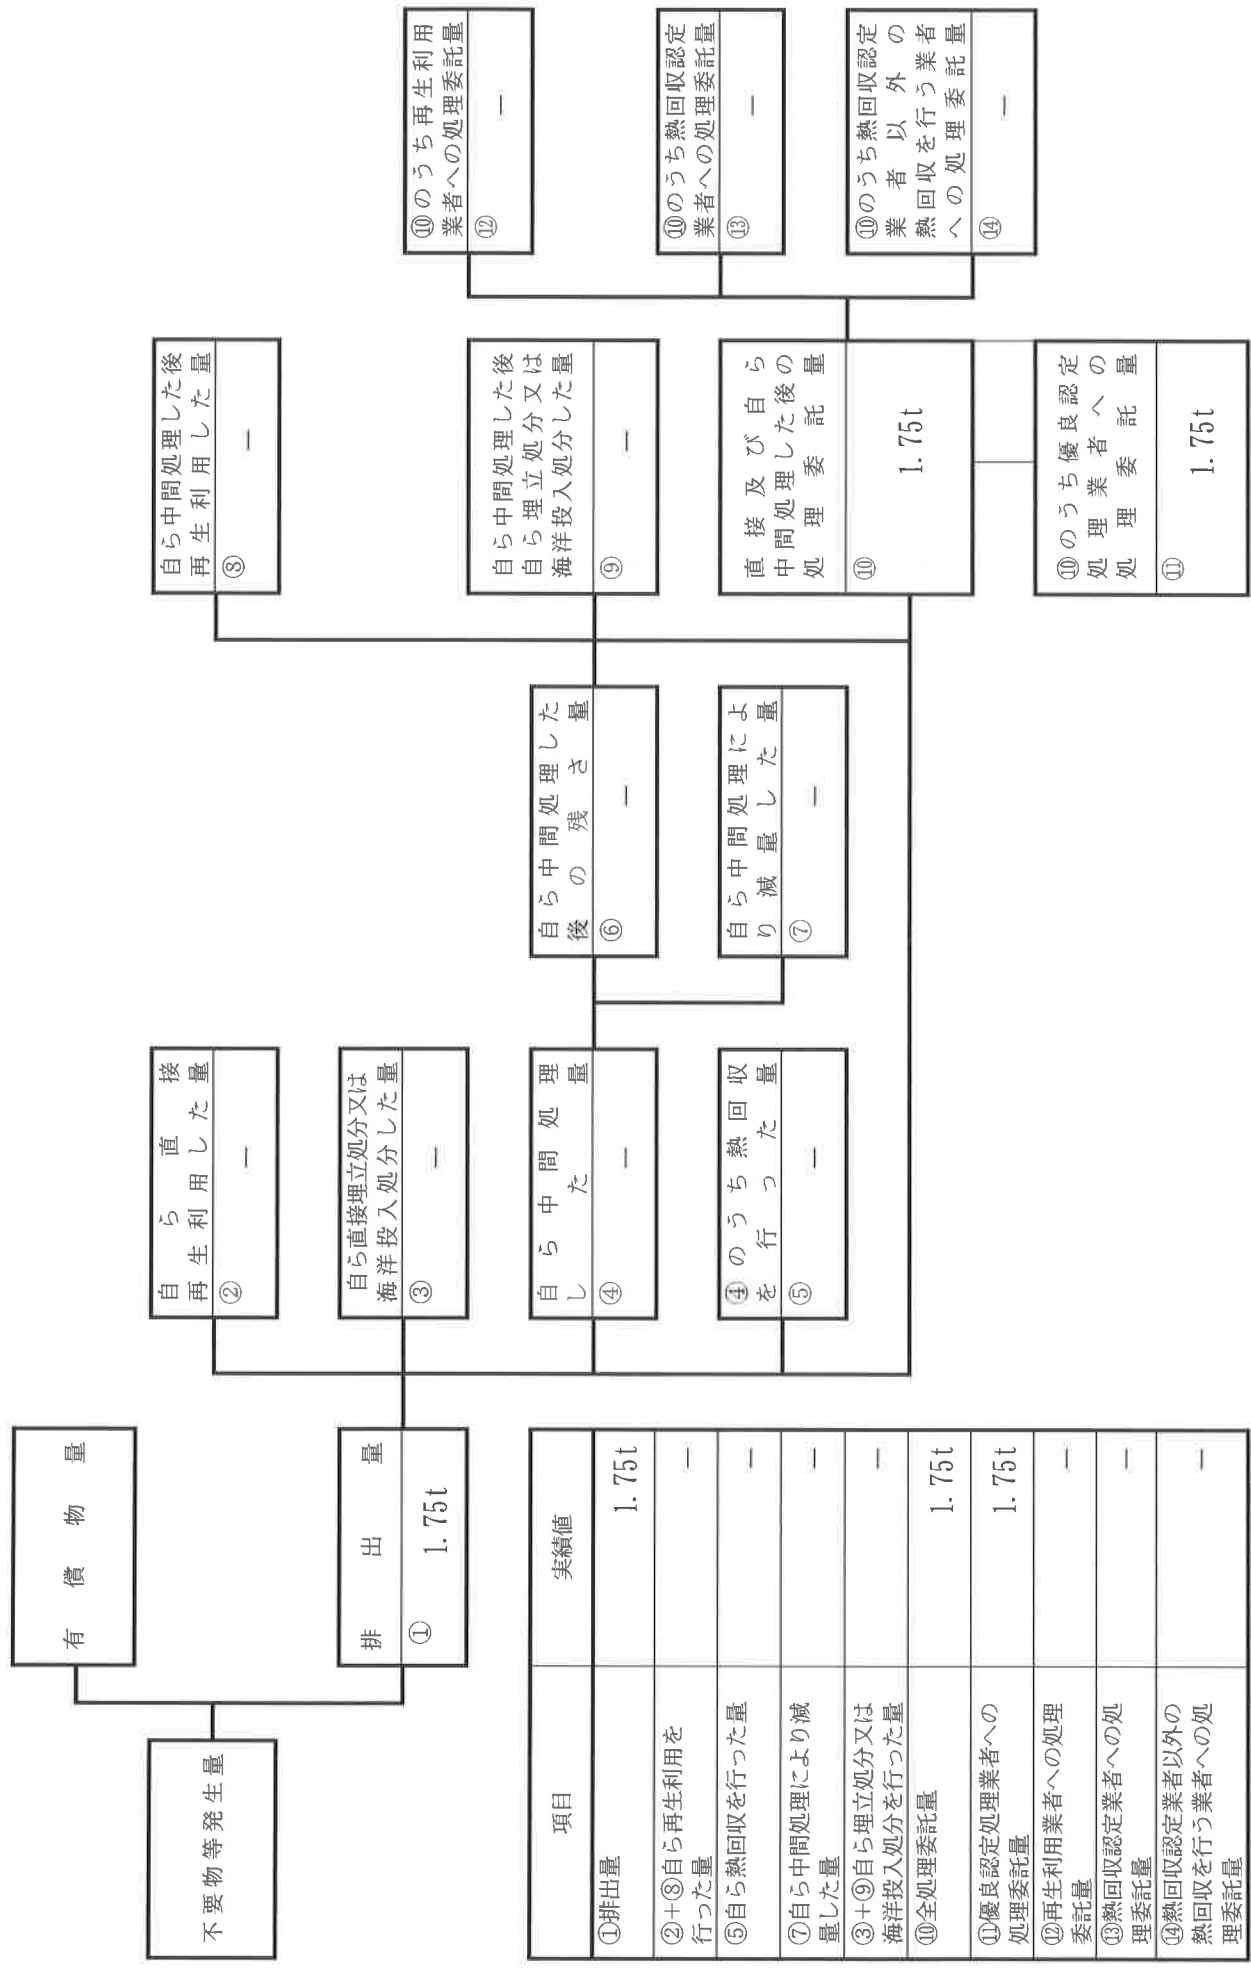 有償物量
不要物等発生量
排出量
①
1.75t
自ら直接
再生利用した量
②
―
自ら直接埋立処分又は
海洋投入処分した量
③
―
自ら中間処理
した量
④
―
④のうち熱回収
を行った量
⑤
―
自ら中間処理した
後の残さ量
⑥
―
自ら中間処理によ
り減量した量
⑦
―
自ら中間処理した後
再生利用した量
⑧
―
自ら中間処理した後
自ら埋立処分又は
海洋投入処分した量
⑨
―
直接及び自ら
中間処理した後の
処理委託量
⑩
1.75t
⑩のうち優良認定
処理業者への
処理委託量
⑪
1.75t
⑩のうち再生利用
業者への処理委託量
⑫
―
⑩のうち熱回収認定
業者への処理委託量
⑬
―
⑩のうち熱回収認定
業者以外の
熱回収を行う業者
への処理委託量
⑭
―
項目 実績値
①排出量 1.75t
②+⑧自ら再生利用を
行った量 ―
⑤自ら熱回収を行った量 ―
⑦自ら中間処理により減
量した量 ―
③+⑨自ら埋立処分又は
海洋投入処分を行った量 ―
⑩全処理委託量 1.75t
⑪優良認定処理業者への
処理委託量 1.75t
⑫再生利用業者への処理
委託量 ―
⑬熱回収認定業者への処
理委託量 ―
⑭熱回収認定業者以外の
熱回収を行う業者への処
理委託量 ―